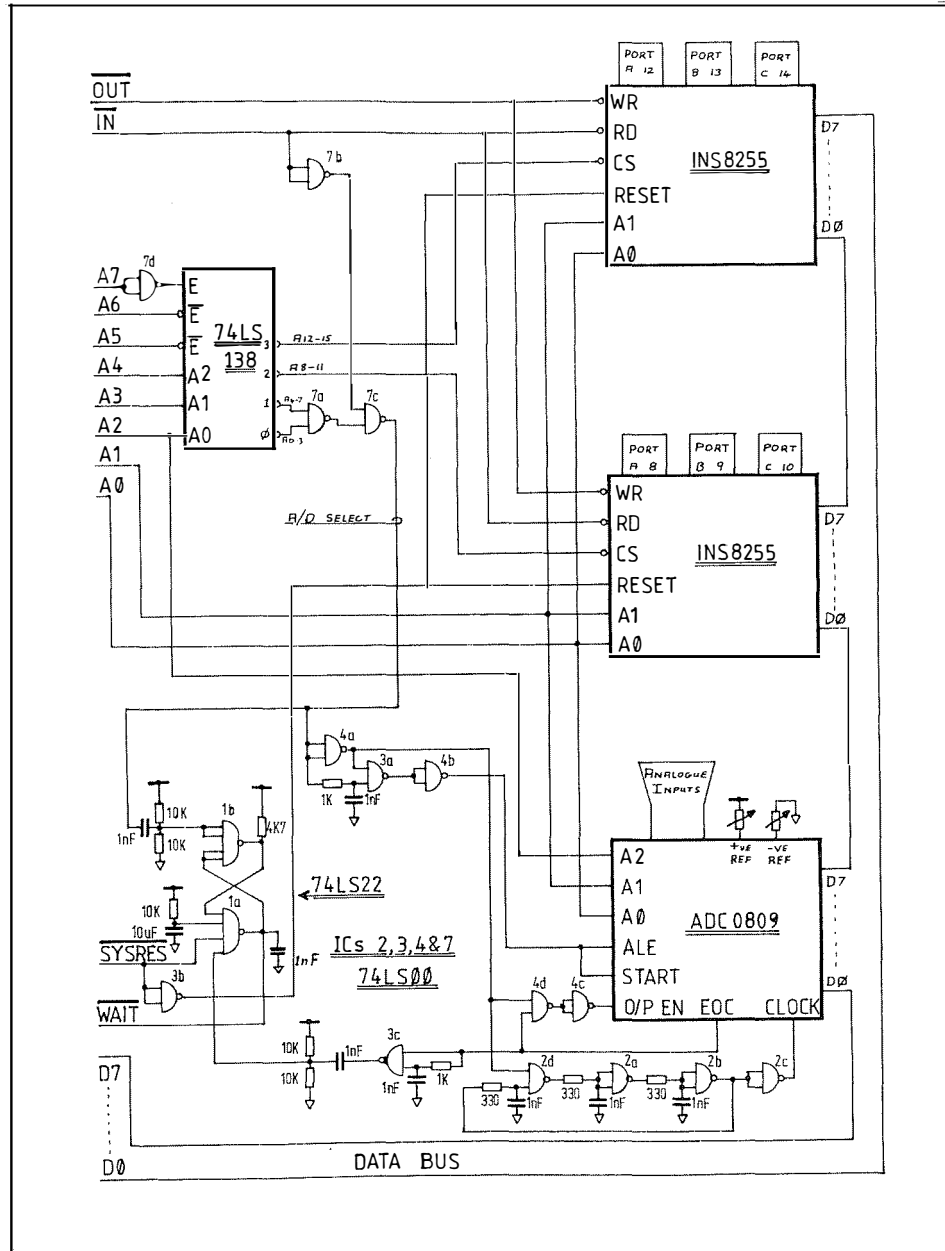 PORT A 12
PORT B 13
PORT C 14
OUT
IN
WR
RD
CS
RESET
A1
A0
INS8255
D7
DØ
7b
7d
A7
A6
A5
A4
A3
A2
A1
A0
E
E
E
A2
A1
A0
74LS
138
3
2
1
Ø
A12-15
A8-11
A4-7
A0-3
7a
7c
A/D SELECT
PORT A 8
PORT B 9
PORT C 10
WR
RD
CS
RESET
A1
A0
INS8255
D7
DØ
4a
3a
4b
1K
1nF
1b
10K
10K
1nF
4K7
1a
10K
10uF
1nF
74LS22
SYSRES
3b
WAIT
ICs 2,3,4&7
74LS00
ANALOGUE
INPUTS
+VE
REF
-VE
REF
A2
A1
A0
ALE
START
O/P EN
EOC
CLOCK
ADC0809
D7
DØ
4d
4c
3c
1nF
10K
10K
1nF
1K
2d
2a
2b
2c
330
1nF
330
1nF
330
1nF
D7
D0
DATA BUS